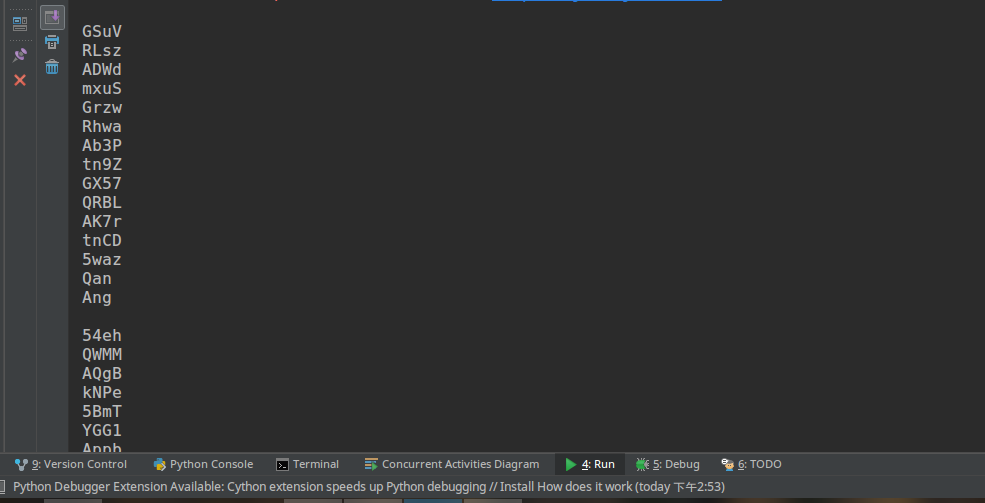 GSuV
RLsz
ADWd
mxuS
Grzw
Rhwa
Ab3P
tn9Z
GX57
QRBL
AK7r
tnCD
5waz
Qan
Ang
54eh
QWMM
AQgB
kNPe
5BmT
YGG1
9: Version Control Python Console Terminal Concurrent Activities Diagram 4: Run 5: Debug 6: TODO
Python Debugger Extension Available: Cython extension speeds up Python debugging // Install How does it work (today 下午2:53)